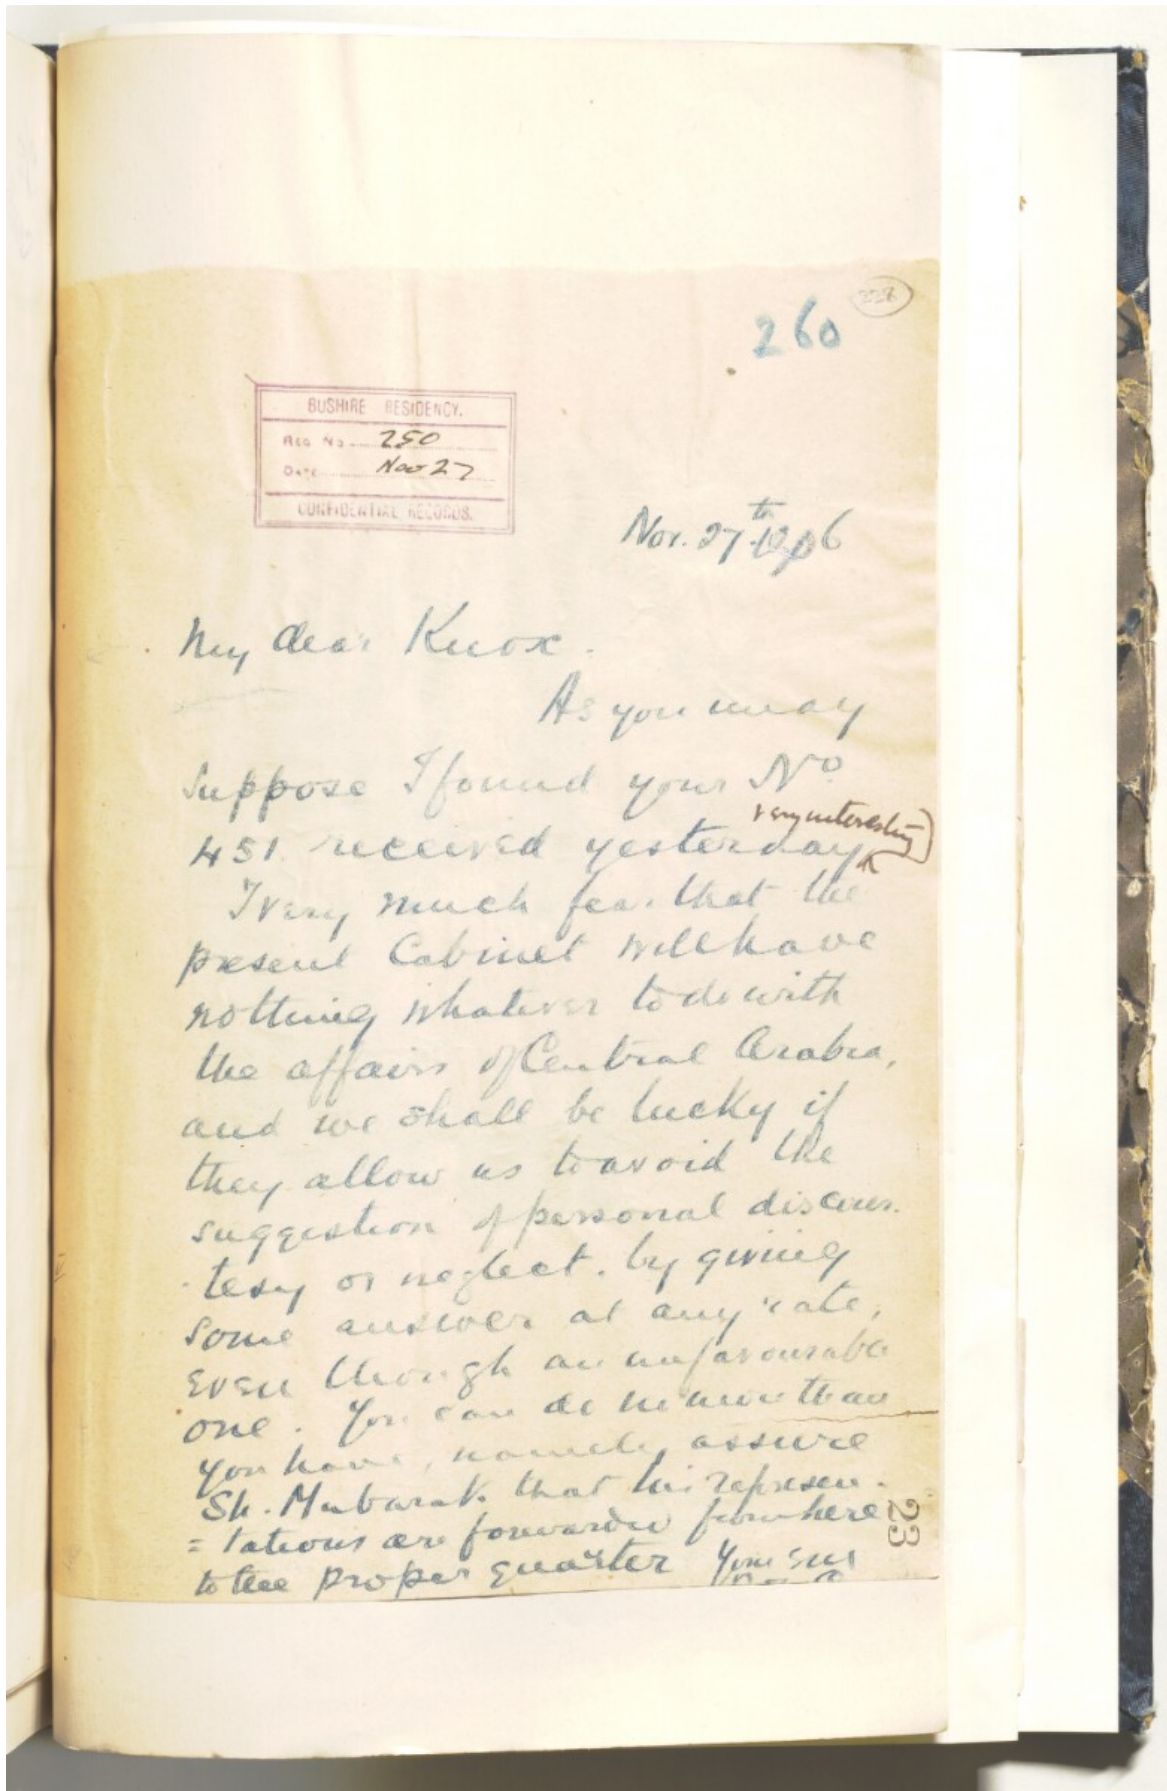 228
260
BUSHIRE RESIDENCY.
REG No 250
DATE Nov 27
CONFIDENTIAL RECORDS.
Nov. 27th 1906
My dear Knox.
As you may
suppose I found your No
very interesting
451 received yesterday
I very much fear that the
present Cabinet will have
nothing whatever to do with
the affairs of Central Arabia,
and we shall be lucky if
they allow us to avoid the
suggestion of personal discour-
-tesy or neglect. by giving
some answer at any rate,
even though an unfavourable
one. You can do no more than
you have, namely, assure
Sh. Mubarak that his represen-
=tations are forwarded from here
to the proper quarter Yours
23